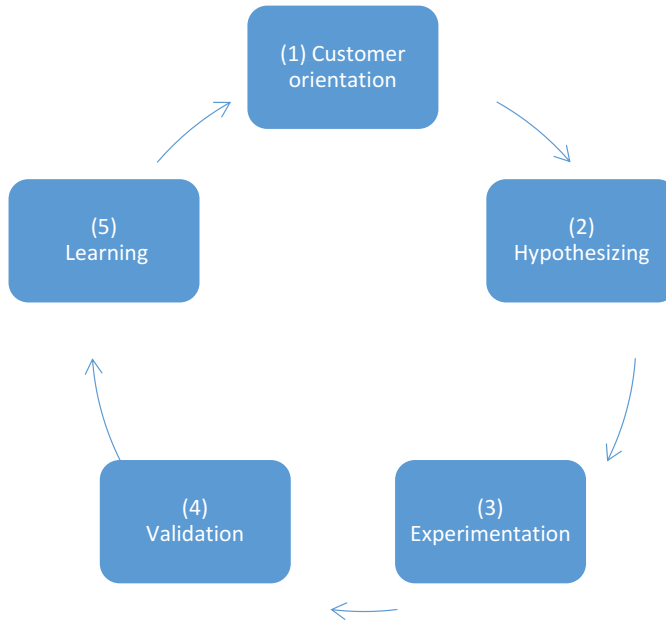 (1) Customer
orientation
(2)
Hypothesizing
(3)
Experimentation
(4)
Validation
(5)
Learning